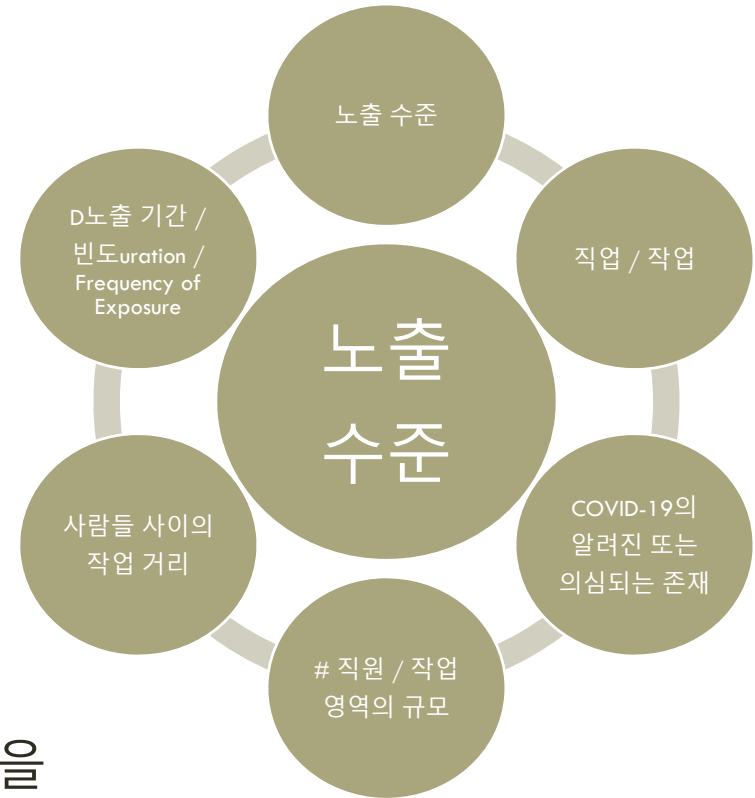 노출 수준
직업 / 작업
COVID-19의
알려진 또는
의심되는 존재
# 직원 / 작업
영역의 규모
사람들 사이의
작업 거리
D노출 기간 /
빈도uration /
Frequency of
Exposure
노출
수준
을